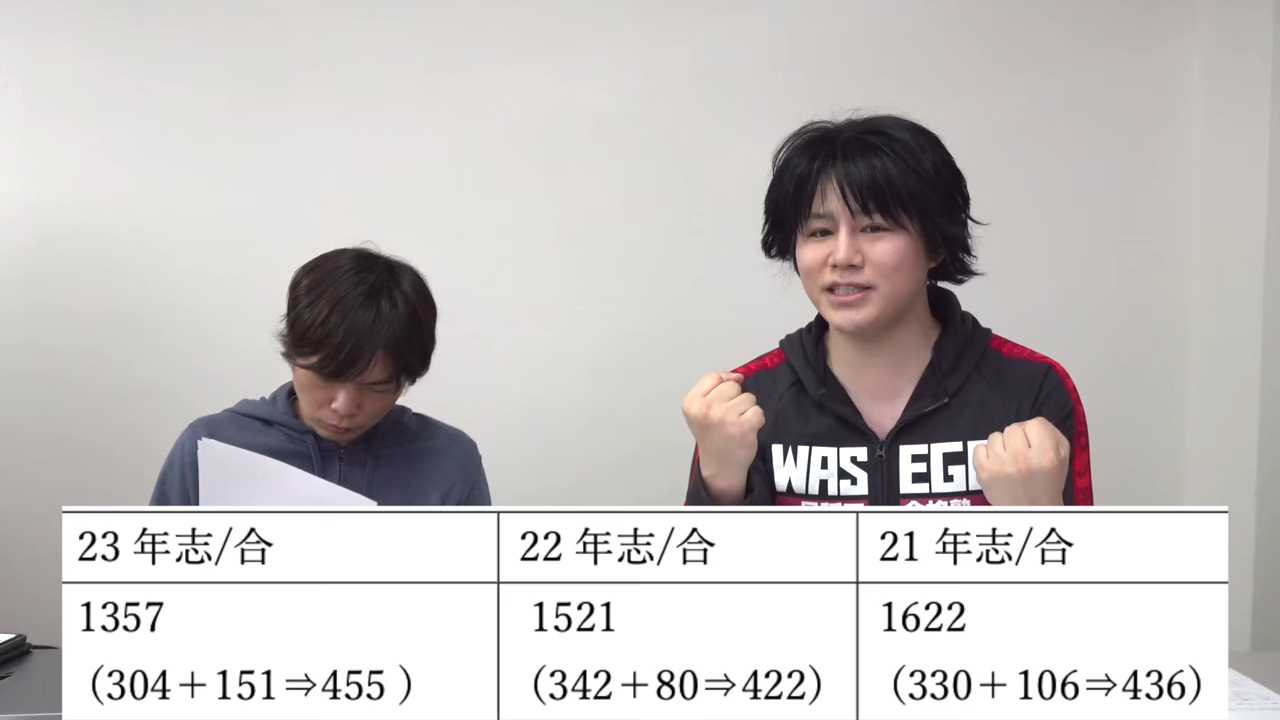 WAS EG
23 年志/合
22 年志/合
21 年志/合
1357
1521
1622
(304+151⇒455 )
(342+80⇒422)
(330+106⇒436)